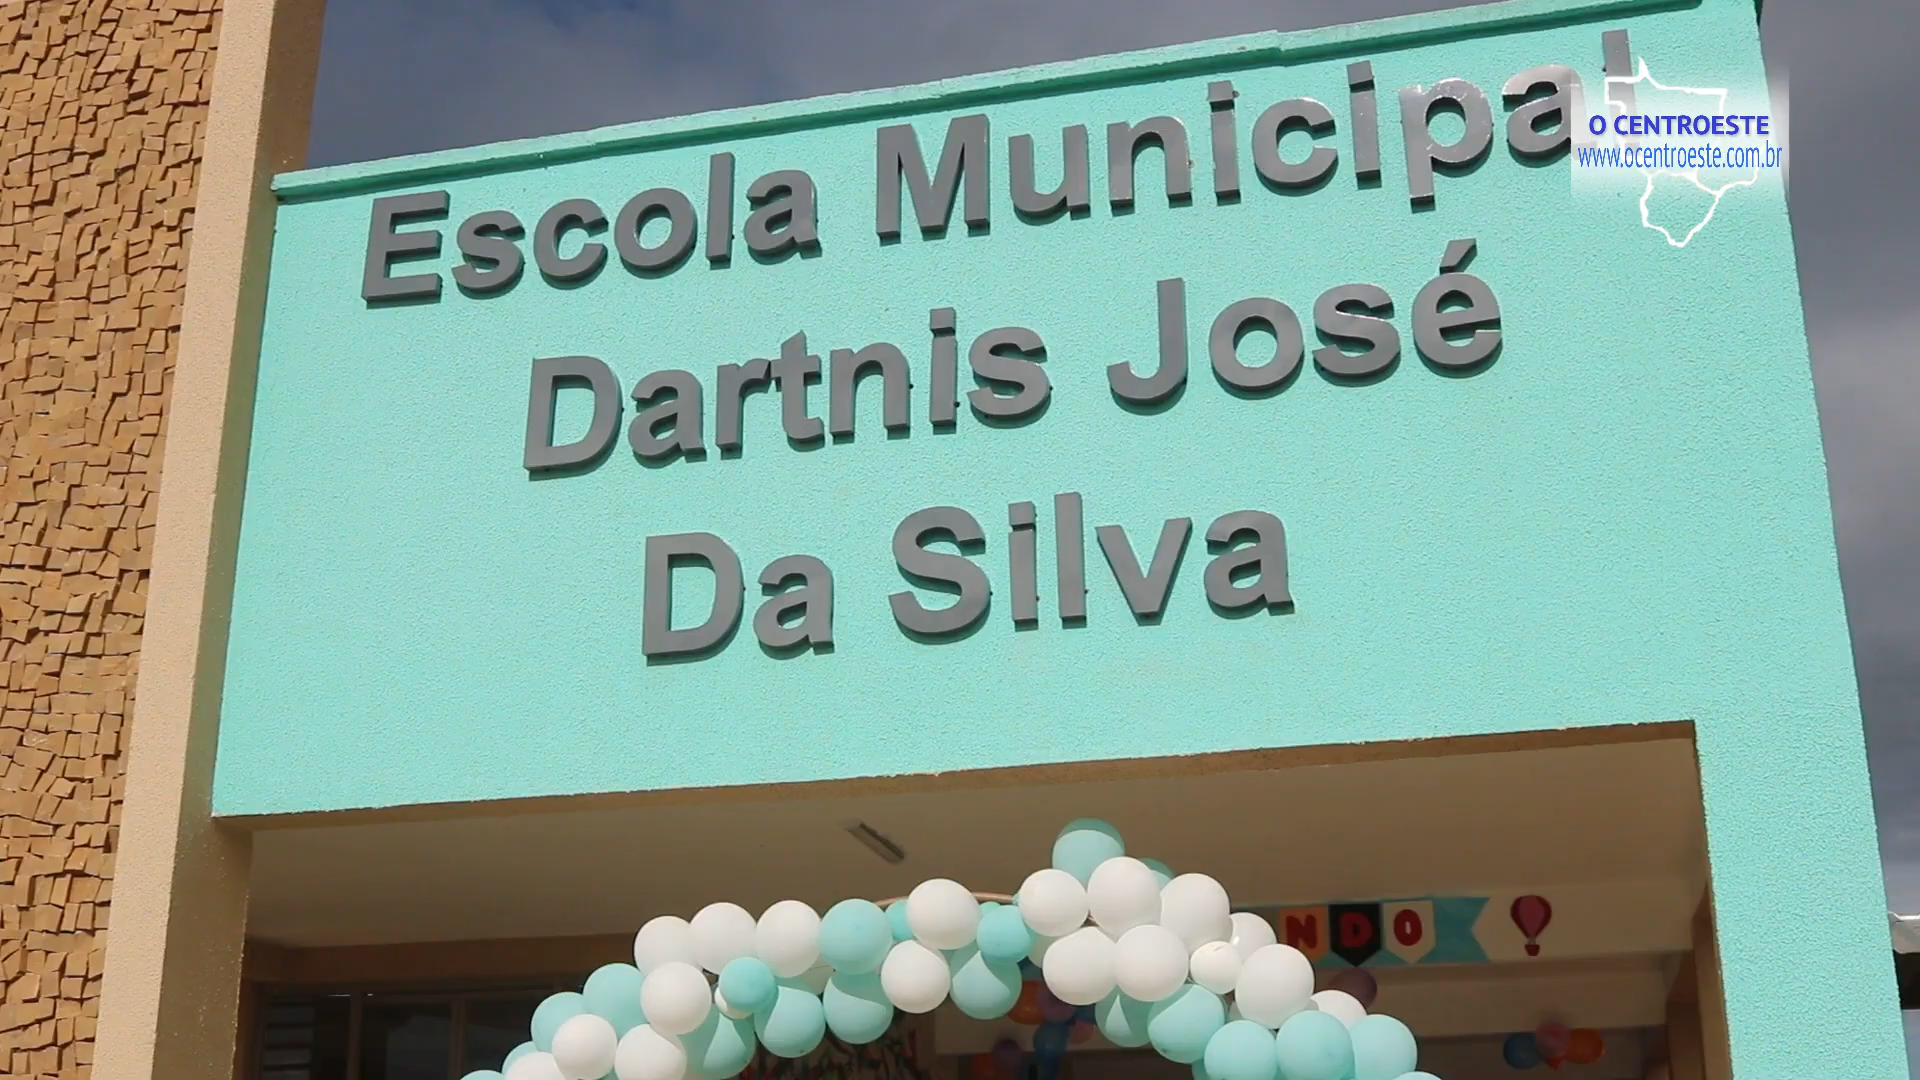 Escola Municipal
O CENTROESTE
www.ocentroeste.com.br
Dartnis José
Da Silva
NDO